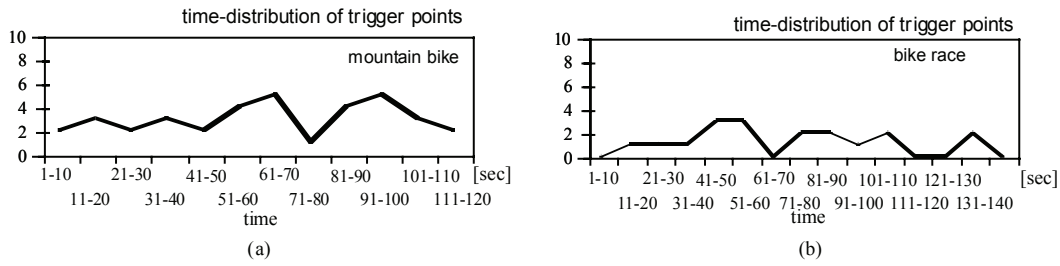 time-distribution of trigger points
10
mountain bike
8
6
4
2
0
1-10 21-30 41-50 61-70 81-90 101-110 [sec]
11-20 31-40 51-60 71-80 91-100 111-120
time
(a)
time-distribution of trigger points
10
bike race
8
6
4
2
0
1-10 21-30 41-50 61-70 81-90 101-110 121-130 [sec]
11-20 31-40 51-60 71-80 91-100 111-120 131-140
time
(b)